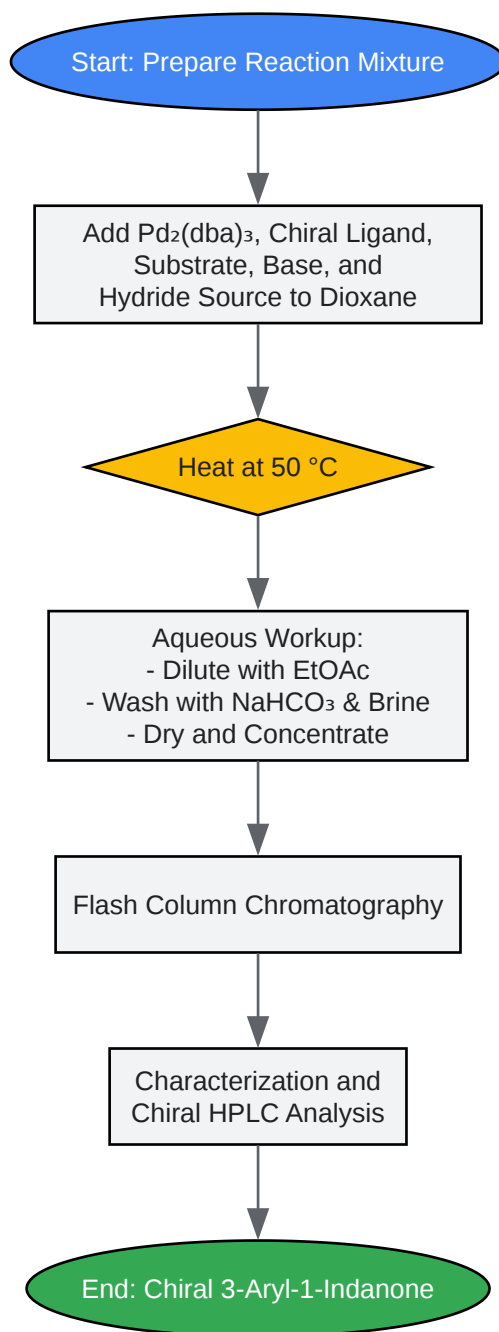 Start: Prepare Reaction Mixture
Add Pd₂(dba)₃, Chiral Ligand,
Substrate, Base, and
Hydride Source to Dioxane
Heat at 50 °C
Aqueous Workup:
- Dilute with EtOAc
- Wash with NaHCO₃ & Brine
- Dry and Concentrate
Flash Column Chromatography
Characterization and
Chiral HPLC Analysis
End: Chiral 3-Aryl-1-Indanone